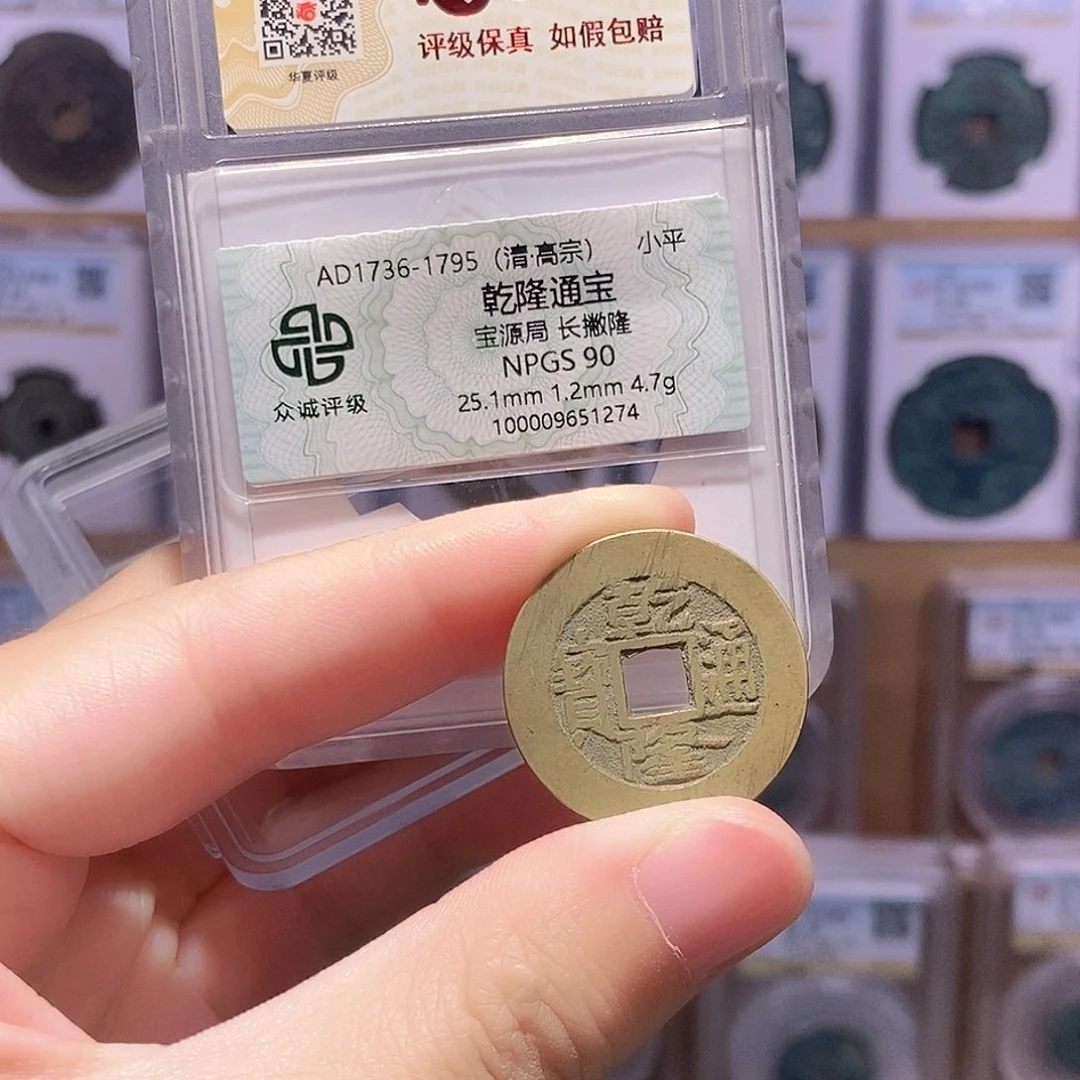 华夏评级
评级保真 如假包赔
AD1736-1795（清·高宗） 小平
乾隆通宝
宝源局 长撇隆
NPGS 90
25.1mm 1.2mm 4.7g
100009651274
众诚评级
乾隆通寶